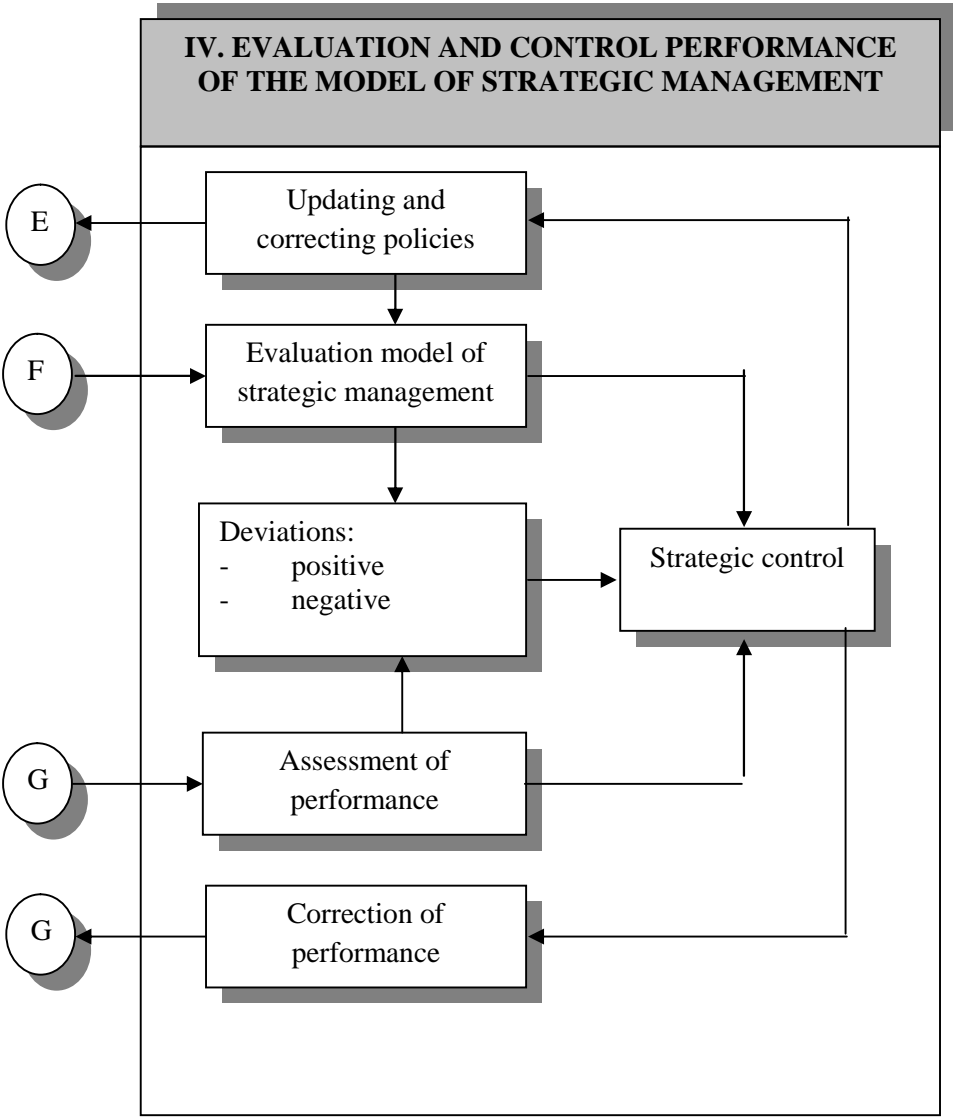 IV. EVALUATION AND CONTROL PERFORMANCE
OF THE MODEL OF STRATEGIC MANAGEMENT
E
Updating and
correcting policies
F
Evaluation model of
strategic management
Deviations:
- positive
- negative
Strategic control
G
Assessment of
performance
G
Correction of
performance